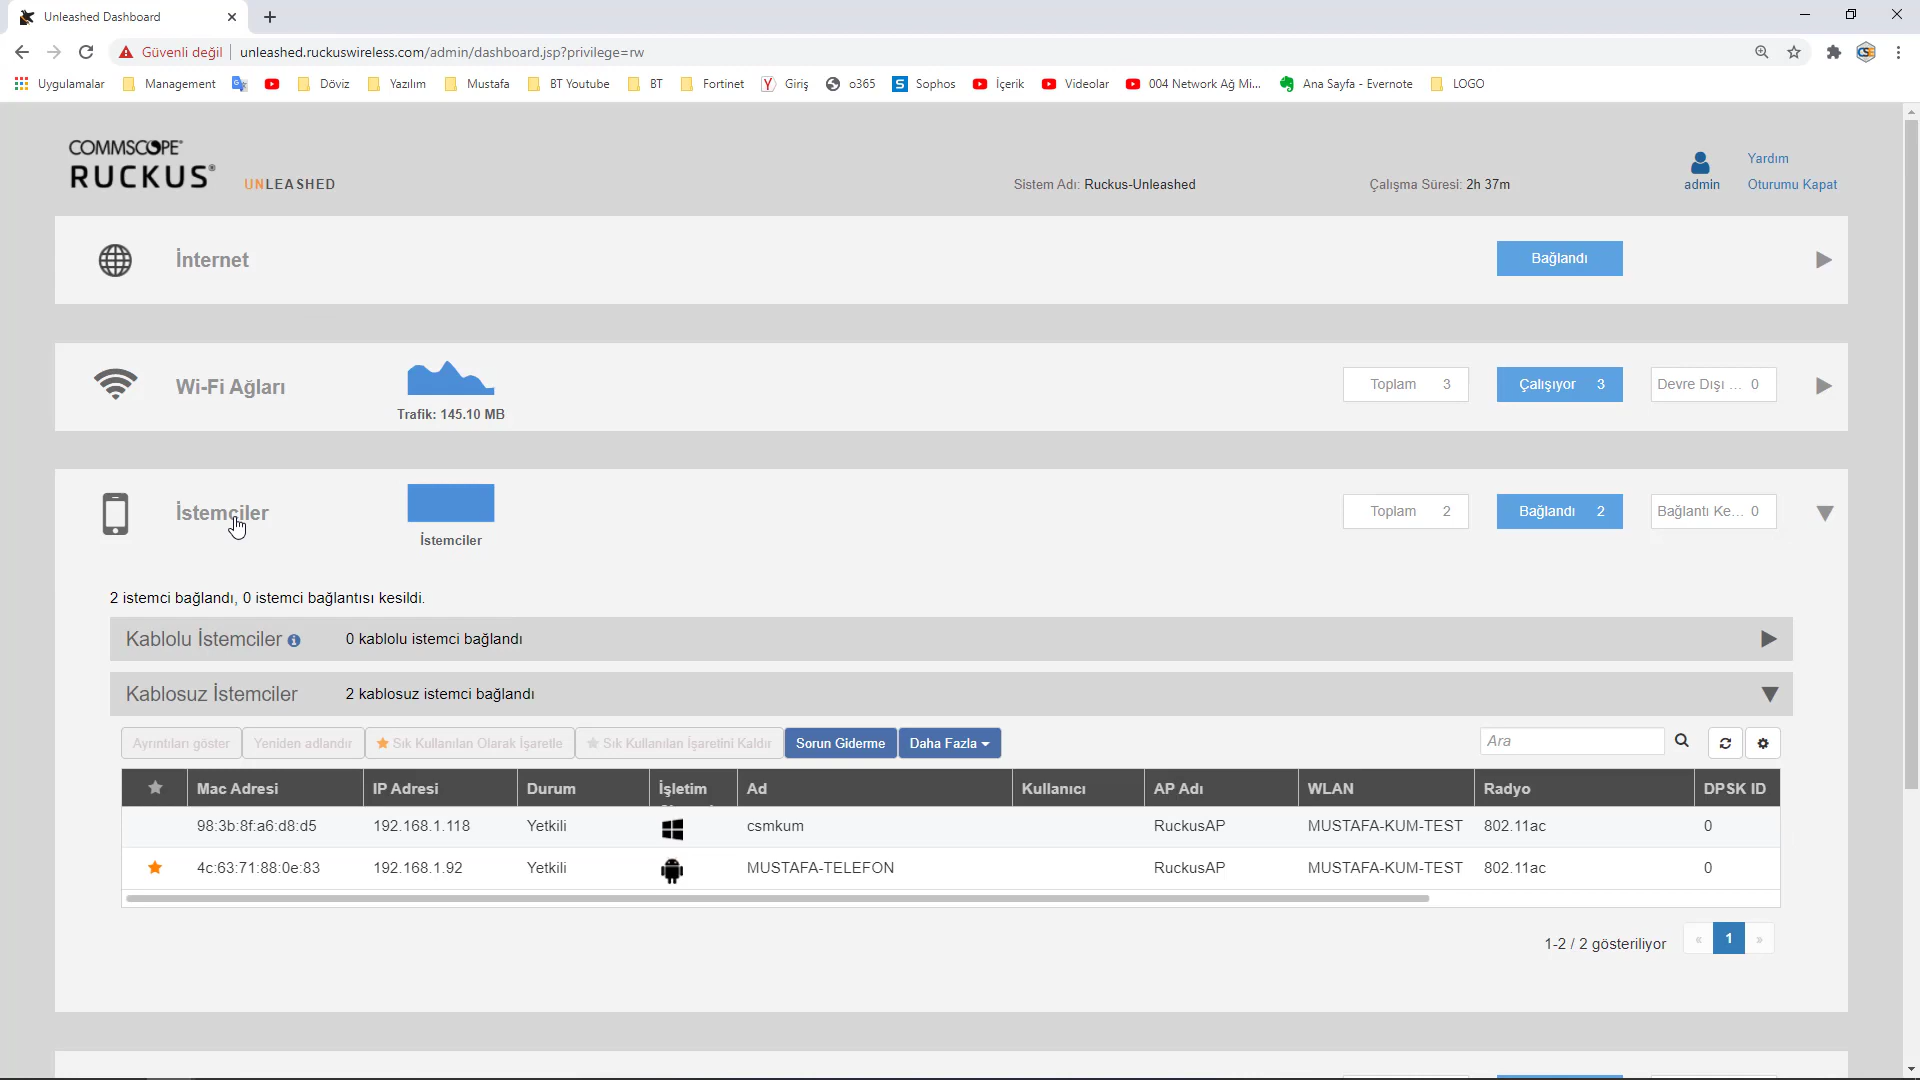 Unleashed Dashboard
Güvenli değil unleashed.ruckuswireless.com/admin/dashboard.jsp?privilege=rw
Uygulamalar Management Döviz Yazılım Mustafa BT Youtube BT Fortinet Giriş o365 Sophos İçerik Videolar 004 Network Ağ Mi... Ana Sayfa - Evernote LOGO
COMMSCOPE
RUCKUS®
UNLEASHED
Sistem Adı: Ruckus-Unleashed
Çalışma Süresi: 2h 37m
admin
Yardım
Oturumu Kapat
İnternet
Bağlandı
Wi-Fi Ağları
Trafik: 145.10 MB
Toplam 3
Çalışıyor 3
Devre Dışı ... 0
İstemciler
İstemciler
Toplam 2
Bağlandı 2
Bağlantı Ke... 0
2 istemci bağlandı, 0 istemci bağlantısı kesildi.
Kablolu İstemciler 0 kablolu istemci bağlandı
Kablosuz İstemciler 2 kablosuz istemci bağlandı
Ayrıntıları göster Yeniden adlandır Sık Kullanılan Olarak İşaretle Sık Kullanılan İşaretini Kaldır Sorun Giderme Daha Fazla Ara
Mac Adresi IP Adresi Durum İşletim Ad Kullanıcı AP Adı WLAN Radyo DPSK ID
98:3b:8f:a6:d8:d5 192.168.1.118 Yetkili csmkum RuckusAP MUSTAFA-KUM-TEST 802.11ac 0
4c:63:71:88:0e:83 192.168.1.92 Yetkili MUSTAFA-TELEFON RuckusAP MUSTAFA-KUM-TEST 802.11ac 0
1-2 / 2 gösteriliyor « 1 »